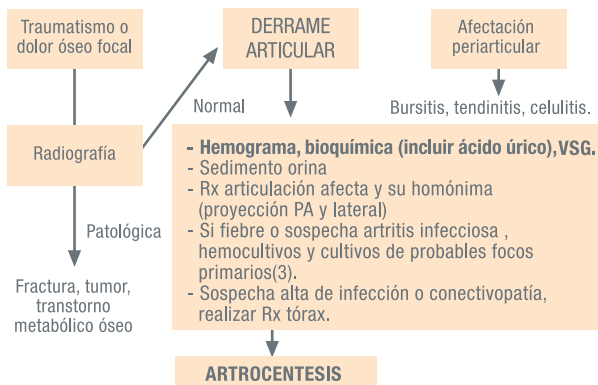 Traumatismo o
dolor óseo focal
DERRAME
ARTICULAR
Afectación
periarticular
Normal
Bursitis, tendinitis, celulitis.
Radiografía
- Hemograma, bioquímica (incluir ácido úrico), VSG.
- Sedimento orina
- Rx articulación afecta y su homónima
(proyección PA y lateral)
- Si fiebre o sospecha artritis infecciosa ,
hemocultivos y cultivos de probables focos
primarios(3).
- Sospecha alta de infección o conectivopatía,
realizar Rx tórax.
Patológica
Fractura, tumor,
transtorno
metabólico óseo
ARTROCENTESIS